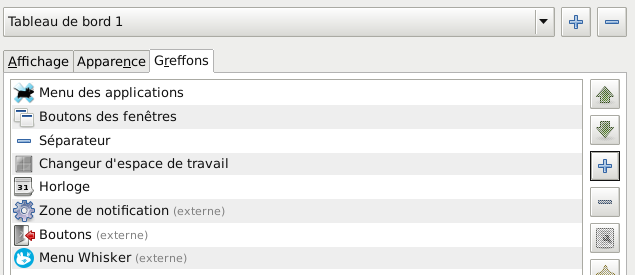 Tableau de bord 1
Affichage Apparence Greffons
Menu des applications
Boutons des fenêtres
Séparateur
Changeur d'espace de travail
31 Horloge
Zone de notification (externe)
Boutons (externe)
Menu Whisker (externe)